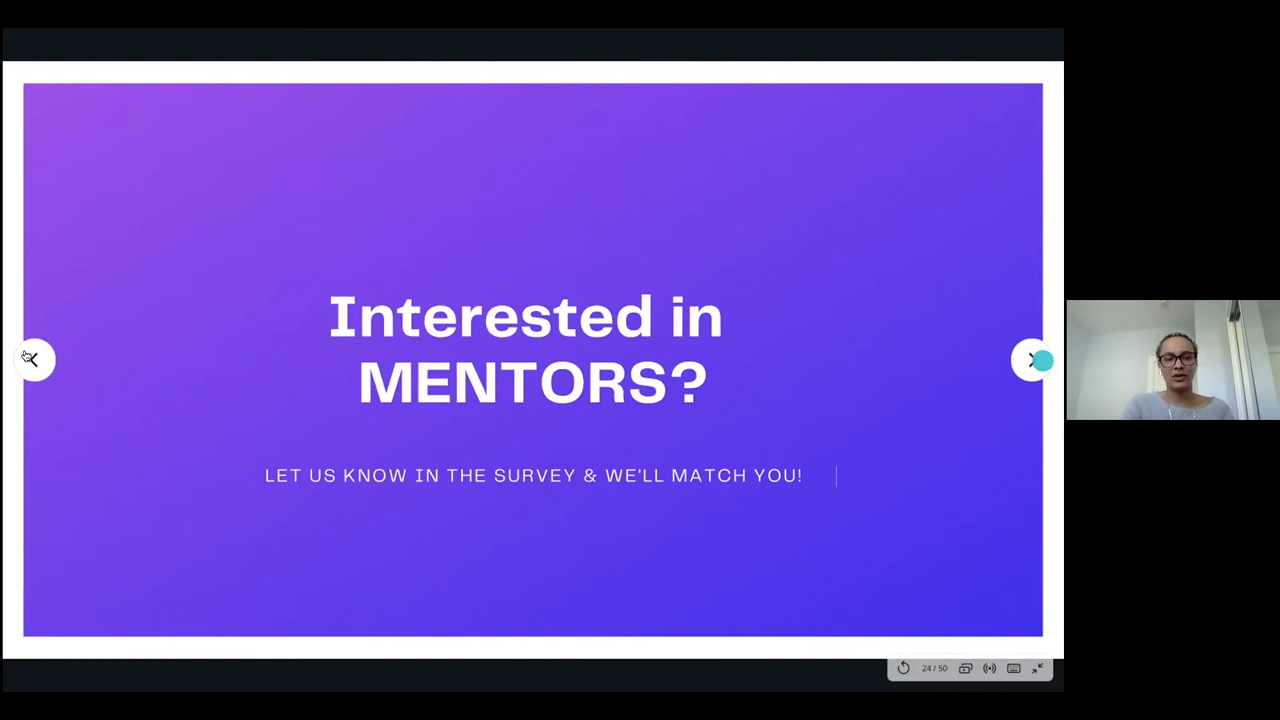 Interested in
MENTORS?
LET US KNOW IN THE SURVEY & WE'LL MATCH YOU!
24 / 50